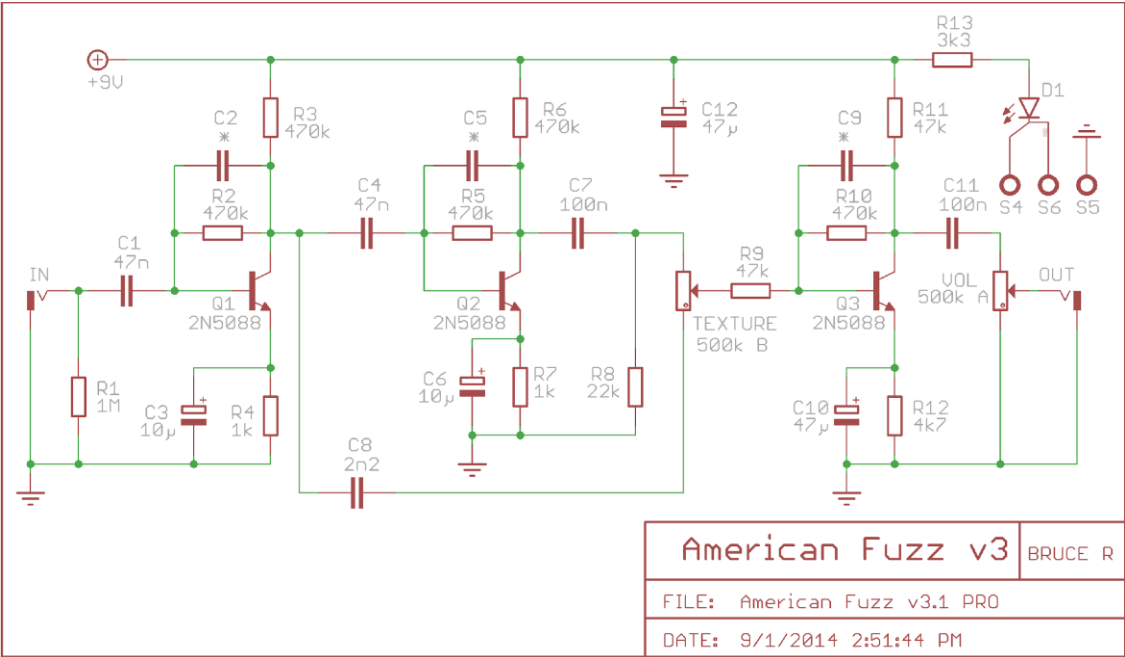 R13
3k3
+9V
D1
C2
*
R3
470k
C5
*
R6
470k
C12
47µ
C9
*
R11
47k
S4
S6
S5
C4
47n
R2
470k
R5
470k
C7
100n
R10
470k
C11
100n
C1
47n
R9
47k
IN
VOL
500k A
OUT
Q1
2N5088
Q2
2N5088
TEXTURE
500k B
Q3
2N5088
R1
1M
C3
10µ
R4
1k
C6
10µ
R7
1k
R8
22k
C10
47µ
R12
4k7
C8
2n2
American Fuzz v3
BRUCE R
FILE: American Fuzz v3.1 PRO
DATE: 9/1/2014 2:51:44 PM